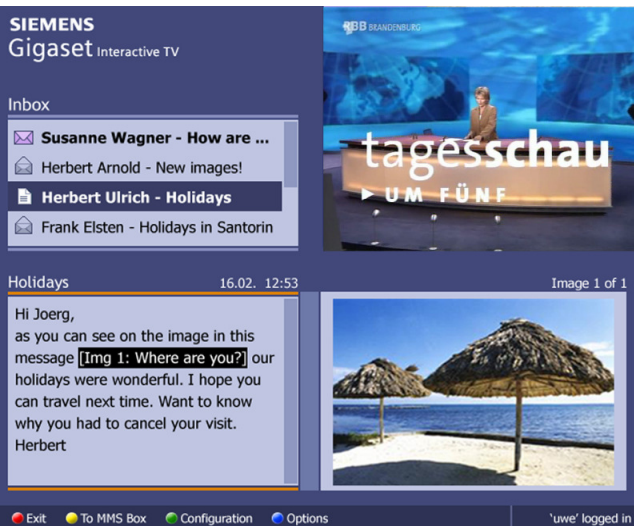 SIEMENS
Gigaset Interactive TV
Inbox
Susanne Wagner - How are ...
Herbert Arnold - New images!
Herbert Ulrich - Holidays
Frank Elsten - Holidays in Santorin
RBB BRANDENBURG
tagesschau
UM FÜNF
Holidays 16.02. 12:53
Hi Joerg,
as you can see on the image in this
message [Img 1: Where are you?] our
holidays were wonderful. I hope you
can travel next time. Want to know
why you had to cancel your visit.
Herbert
Image 1 of 1
Exit To MMS Box Configuration Options
'uwe' logged in